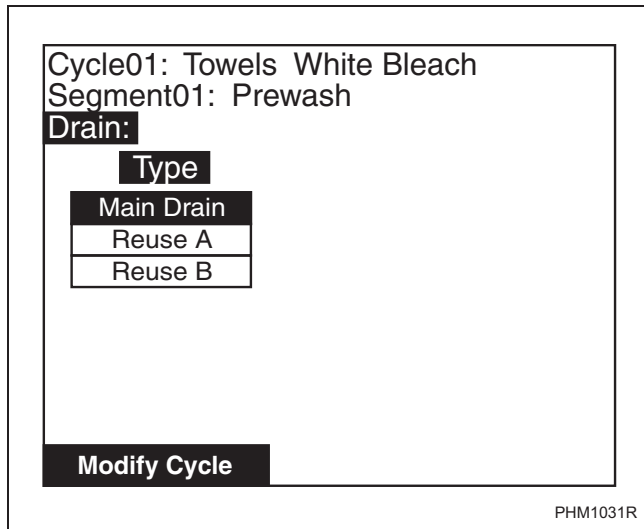 Cycle01: Towels White Bleach
Segment01: Prewash
Drain:
Type
Main Drain
Reuse A
Reuse B
Modify Cycle
PHM1031R